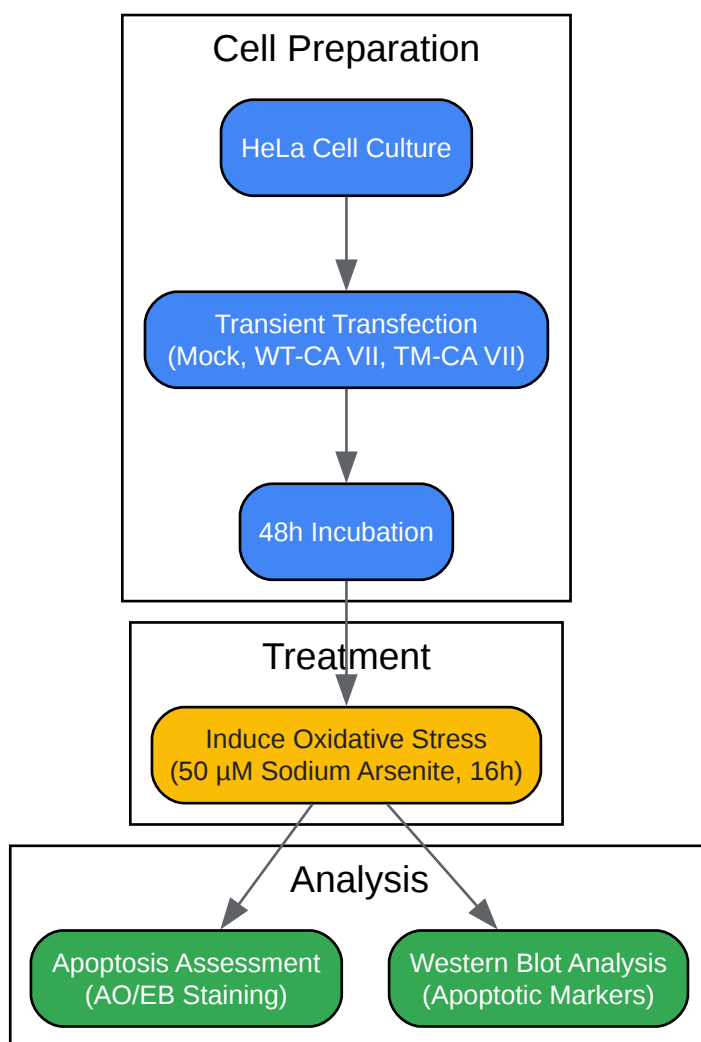 Cell Preparation
HeLa Cell Culture
Transient Transfection
(Mock, WT-CA VII, TM-CA VII)
48h Incubation
Treatment
Induce Oxidative Stress
(50 µM Sodium Arsenite, 16h)
Analysis
Apoptosis Assessment
(AO/EB Staining)
Western Blot Analysis
(Apoptotic Markers)